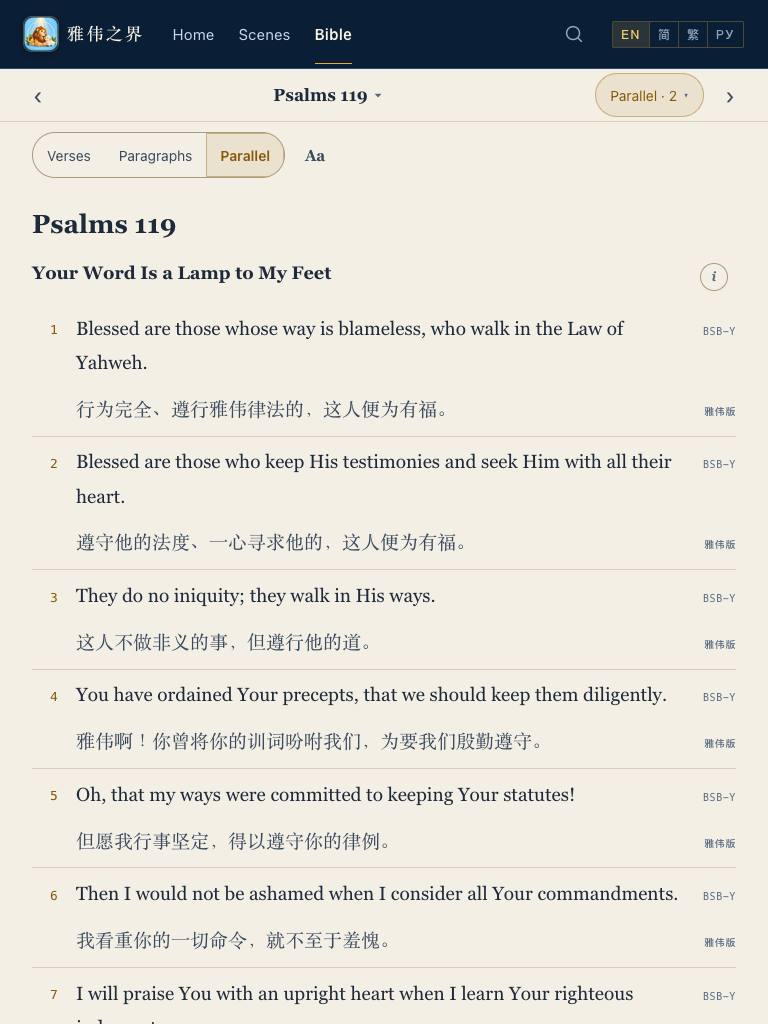 雅伟之界 Home Scenes Bible EN 简 繁 РУ
‹ Psalms 119 Parallel · 2 ›
Verses Paragraphs Parallel Aa
Psalms 119
Your Word Is a Lamp to My Feet i
1 Blessed are those whose way is blameless, who walk in the Law of BSB–Y
Yahweh.
行为完全、遵行雅伟律法的，这人便为有福。 雅伟版
2 Blessed are those who keep His testimonies and seek Him with all their BSB–Y
heart.
遵守他的法度、一心寻求他的，这人便为有福。 雅伟版
3 They do no iniquity; they walk in His ways. BSB–Y
这人不做非义的事，但遵行他的道。 雅伟版
4 You have ordained Your precepts, that we should keep them diligently. BSB–Y
雅伟啊！你曾将你的训词吩咐我们，为要我们殷勤遵守。 雅伟版
5 Oh, that my ways were committed to keeping Your statutes! BSB–Y
但愿我行事坚定，得以遵守你的律例。 雅伟版
6 Then I would not be ashamed when I consider all Your commandments. BSB–Y
我看重你的一切命令，就不至于羞愧。 雅伟版
7 I will praise You with an upright heart when I learn Your righteous BSB–Y